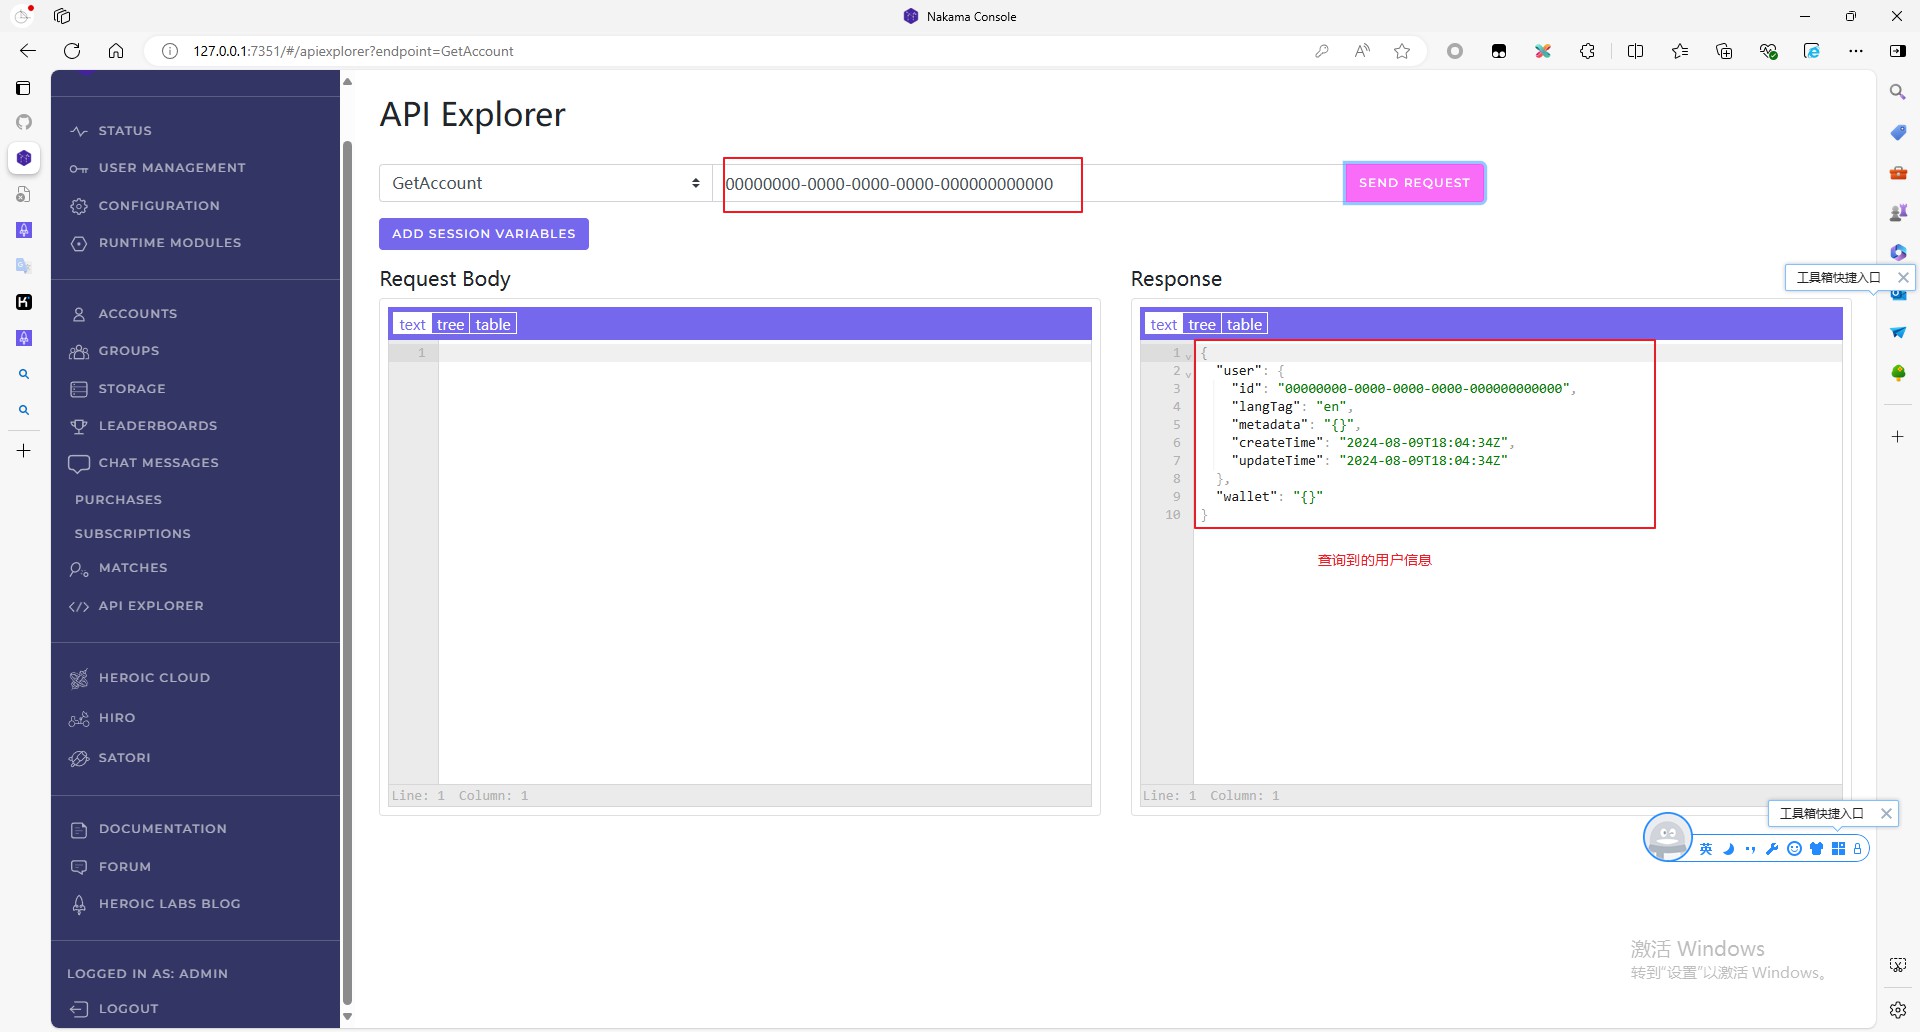 Nakama Console
127.0.0.1:7351/#/apiexplorer?endpoint=GetAccount
STATUS
USER MANAGEMENT
CONFIGURATION
RUNTIME MODULES
ACCOUNTS
GROUPS
STORAGE
LEADERBOARDS
CHAT MESSAGES
PURCHASES
SUBSCRIPTIONS
MATCHES
API EXPLORER
HEROIC CLOUD
HIRO
SATORI
DOCUMENTATION
FORUM
HEROIC LABS BLOG
LOGGED IN AS: ADMIN
LOGOUT
API Explorer
GetAccount
00000000-0000-0000-0000-000000000000
SEND REQUEST
ADD SESSION VARIABLES
Request Body
text tree table
1
Line: 1 Column: 1
Response
text tree table
1 {
2 "user": {
3 "id": "00000000-0000-0000-0000-000000000000",
4 "langTag": "en",
5 "metadata": "{}",
6 "createTime": "2024-08-09T18:04:34Z",
7 "updateTime": "2024-08-09T18:04:34Z"
8 },
9 "wallet": "{}"
10 }
查询到的用户信息
Line: 1 Column: 1
工具箱快捷入口
工具箱快捷入口
英
激活 Windows
转到"设置"以激活 Windows。